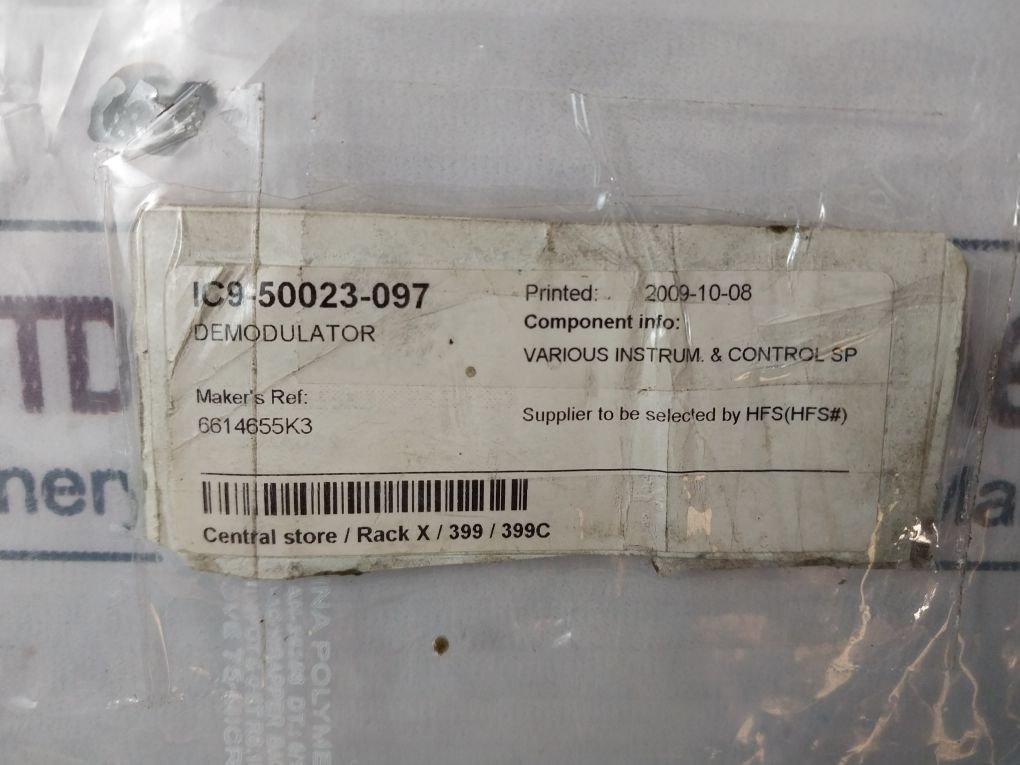 IC9-50023-097
DEMODULATOR
Maker's Ref:
6614655K3
Printed: 2009-10-08
Component info:
VARIOUS INSTRUM. & CONTROL SP
Supplier to be selected by HFS(HFS#)
Central store / Rack X / 399 / 399C
TD